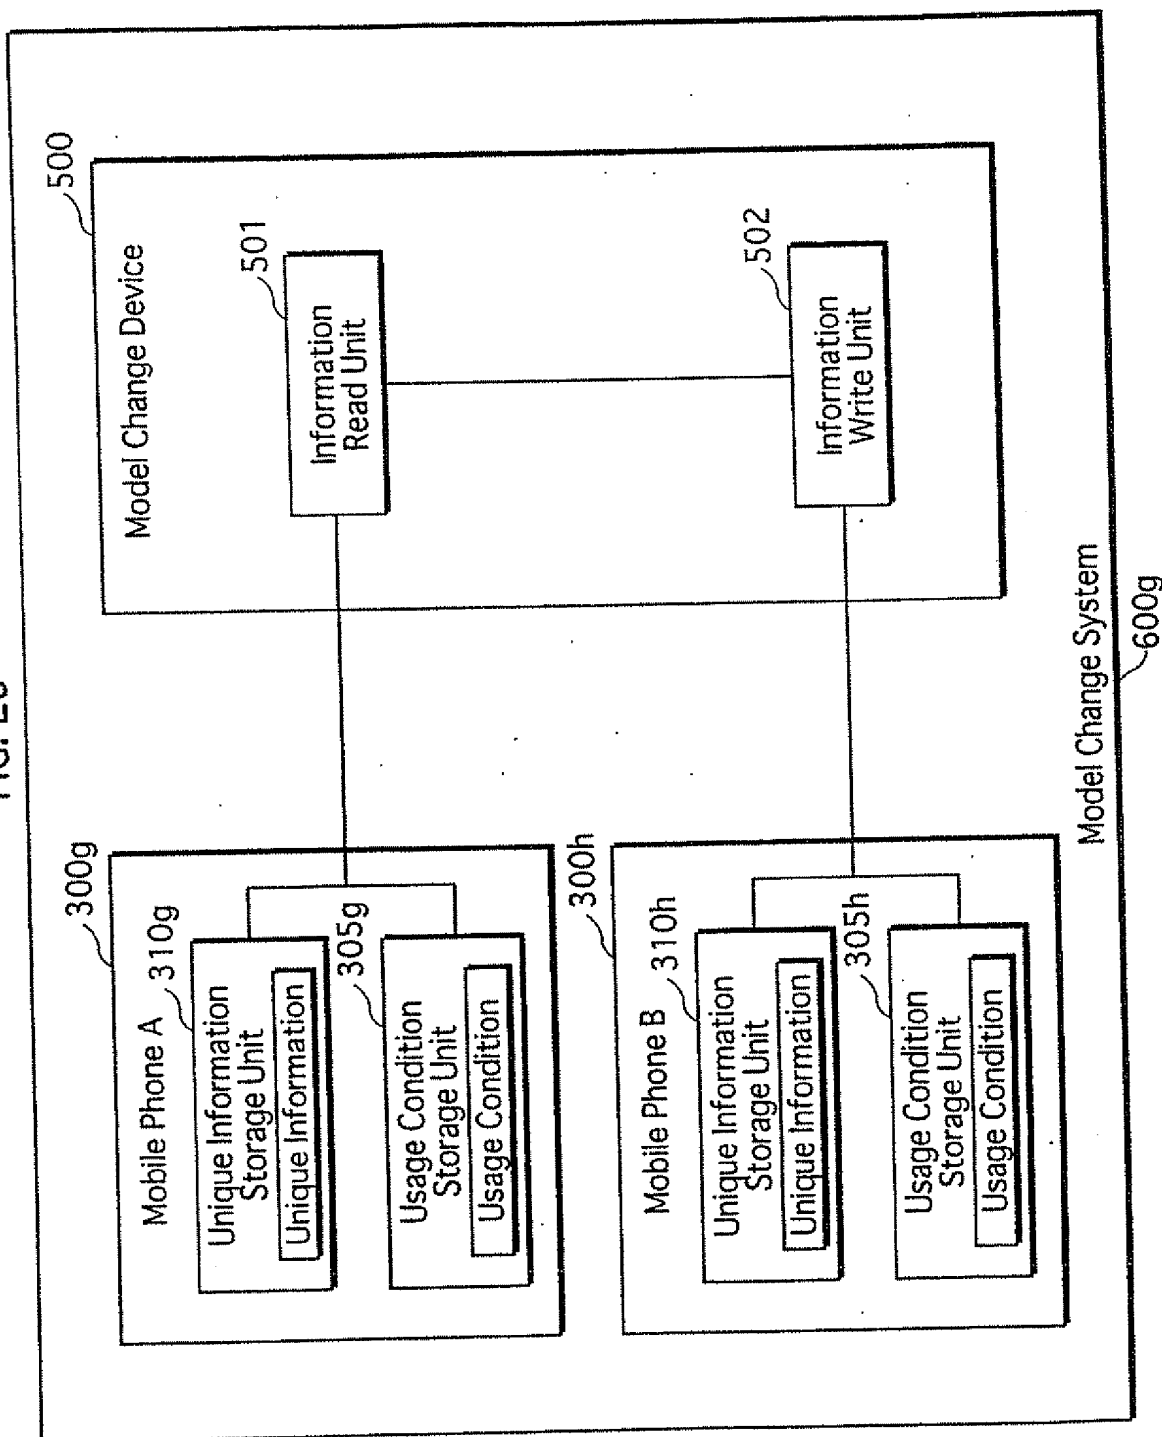 300g
Mobile Phone A
310g
Unique Information
Storage Unit
Unique Information
305g
Usage Condition
Storage Unit
Usage Condition
300h
Mobile Phone B
310h
Unique Information
Storage Unit
Unique Information
305h
Usage Condition
Storage Unit
Usage Condition
500
Model Change Device
501
Information
Read Unit
502
Information
Write Unit
Model Change System
600g